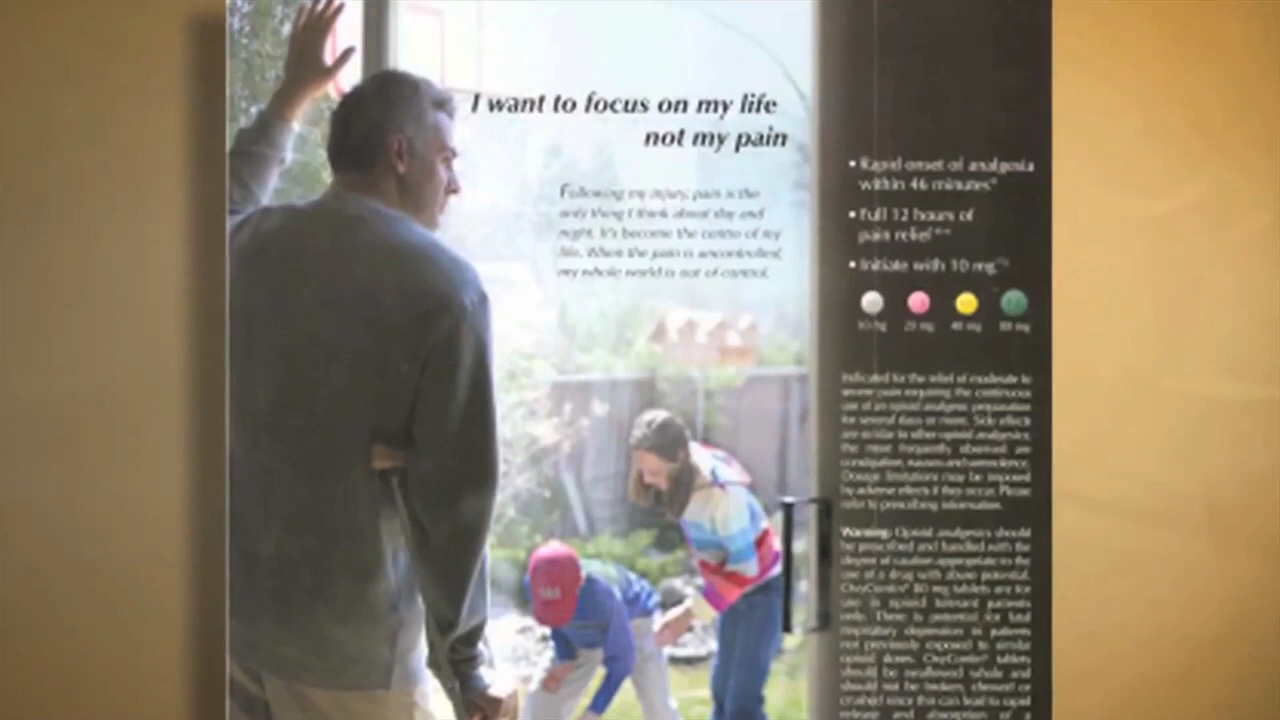 I want to focus on my life
not my pain
Following my injury, pain is the
only thing I think about day and
night. It's become the centre of my
life. When the pain is uncontrolled,
my whole world is out of control.
• Rapid onset of analgesia
within 46 minutes
• Full 12 hours of
pain relief
• Initiate with 10 mg
10 mg 20 mg 40 mg 80 mg
Indicated for the relief of moderate to
severe pain requiring the continuous
use of an opioid analgesic preparation
for several days or more. Side effects
are similar to other opioid analgesics;
the most frequently observed are
constipation, nausea and somnolence.
Dosage limitations may be imposed
by adverse effects if they occur. Please
refer to prescribing information.
Warning: Opioid analgesics should
be prescribed and handled with the
degree of caution appropriate to the
use of a drug with abuse potential.
OxyContin® 80 mg tablets are for
use in opioid tolerant patients
only. There is potential for fatal
respiratory depression in patients
not previously exposed to similar
opioid doses. OxyContin® tablets
should be swallowed whole and
should not be broken, chewed or
crushed since this can lead to rapid
release and absorption of a